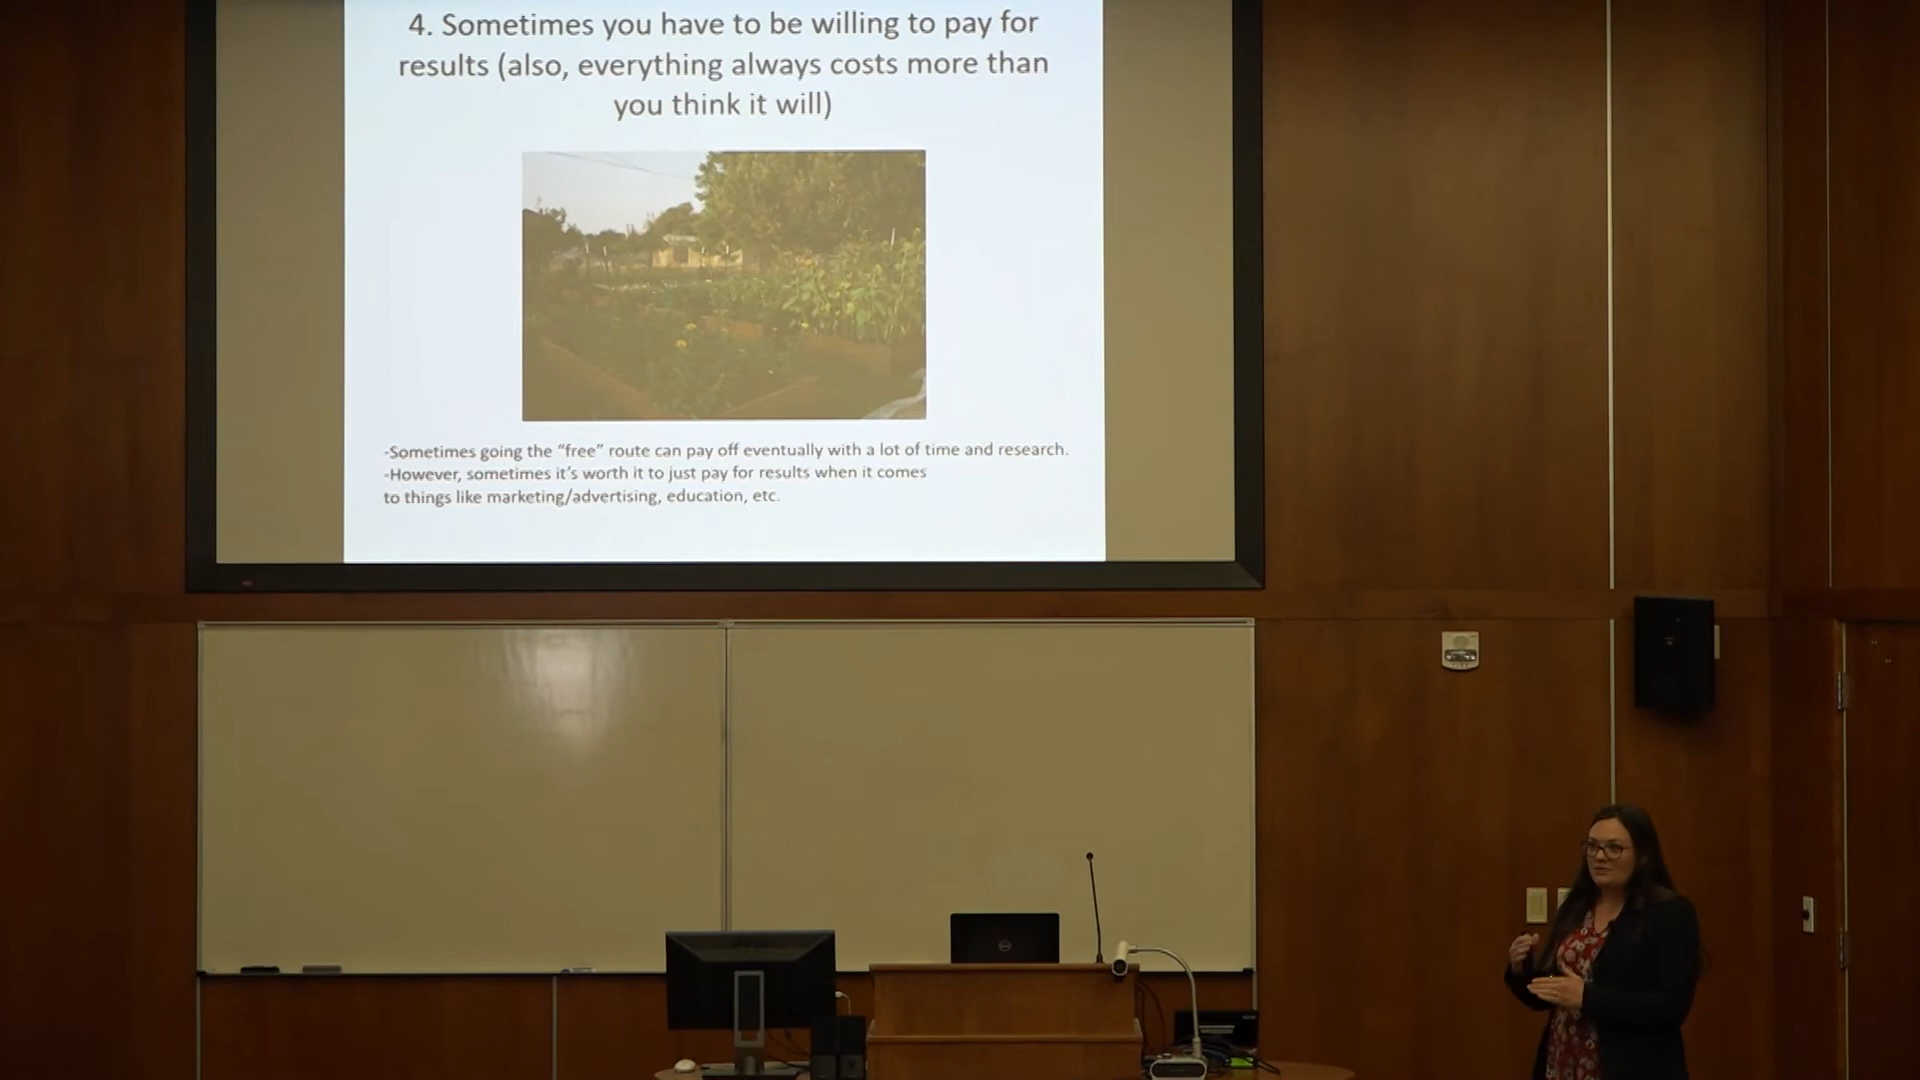 4. Sometimes you have to be willing to pay for
results (also, everything always costs more than
you think it will)
-Sometimes going the “free” route can pay off eventually with a lot of time and research.
-However, sometimes it’s worth it to just pay for results when it comes
to things like marketing/advertising, education, etc.